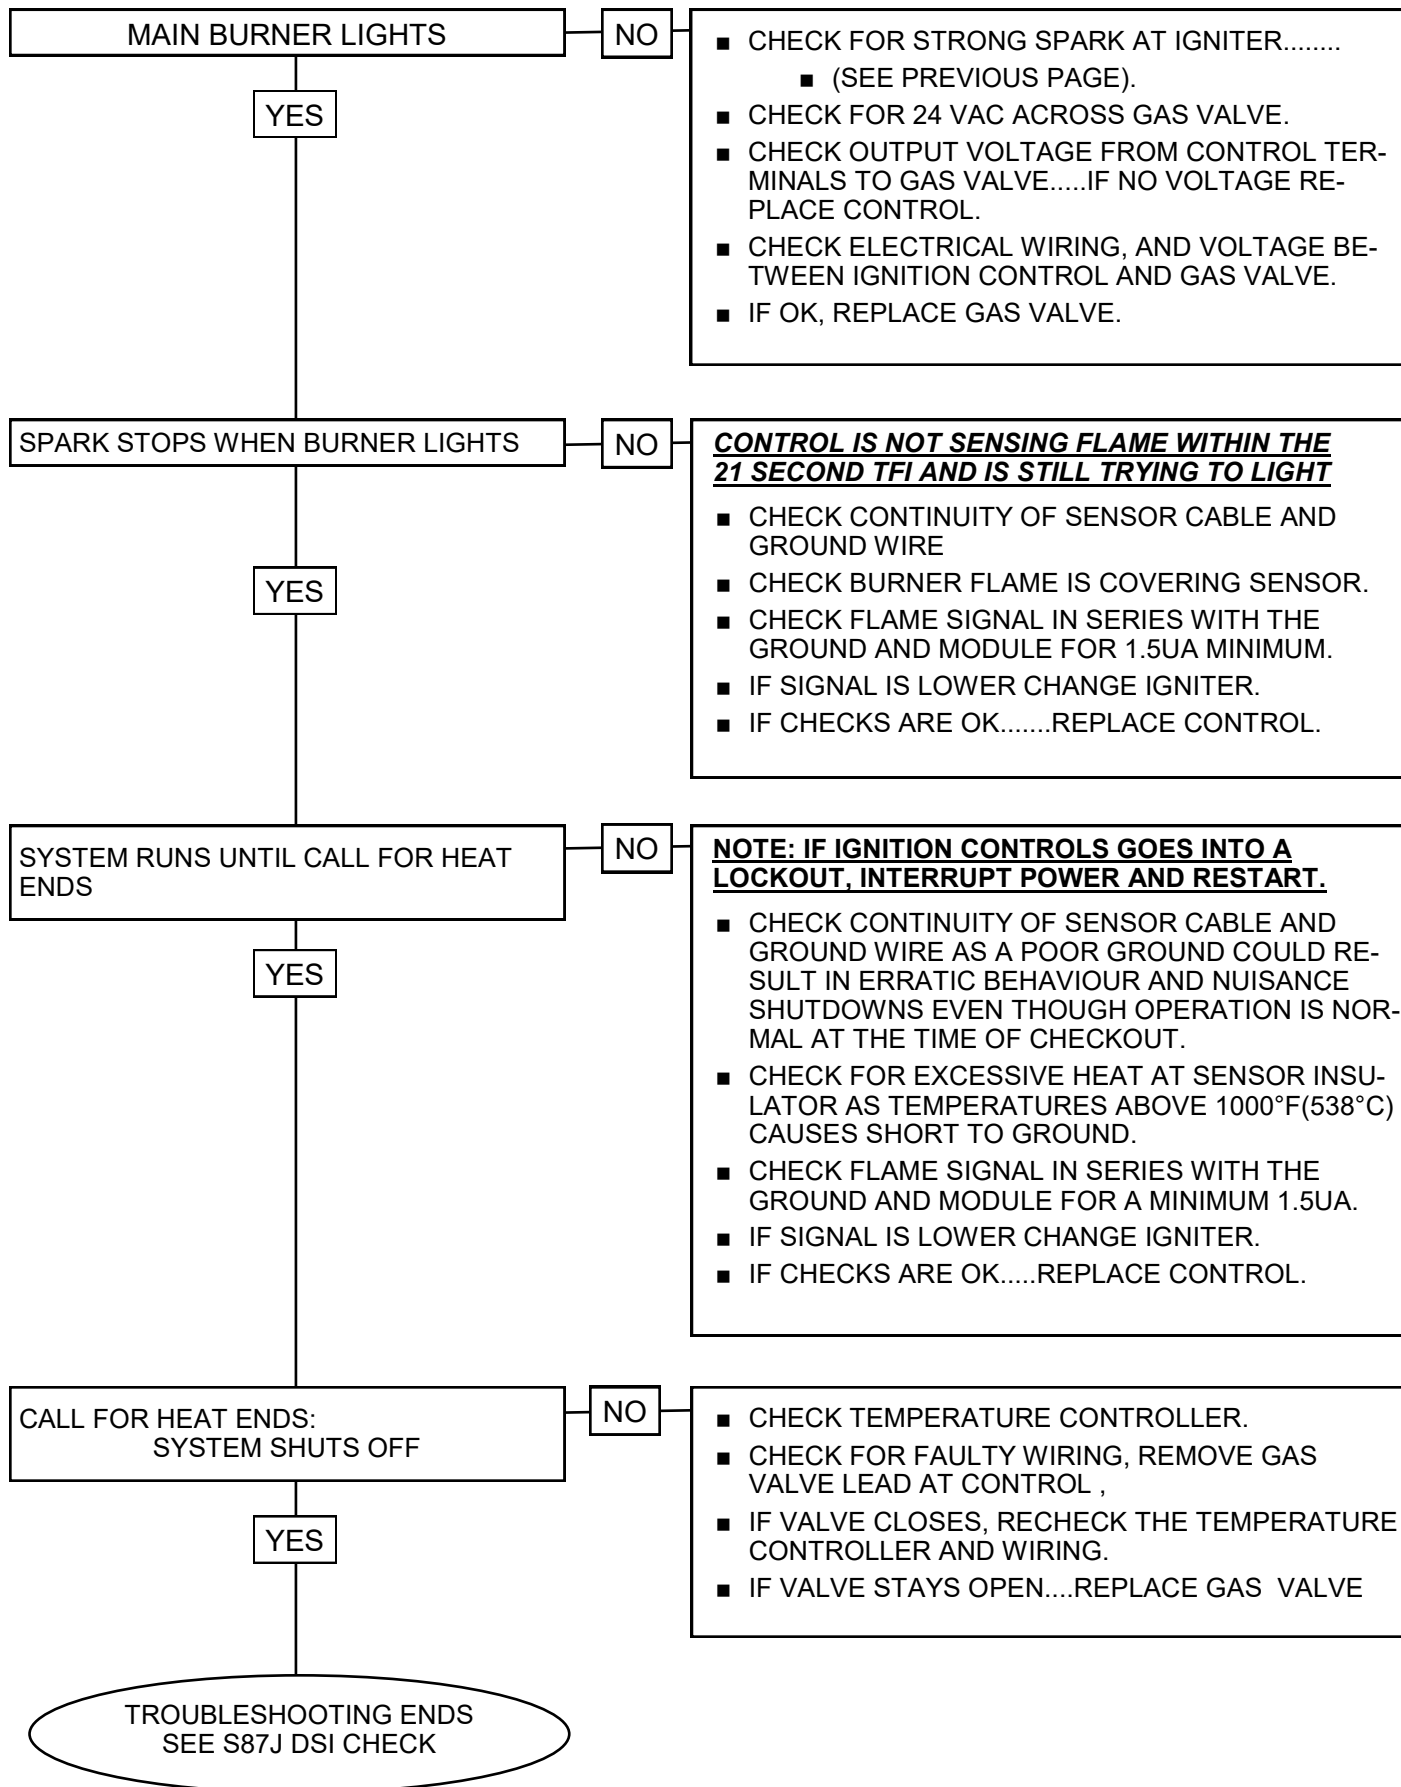 MAIN BURNER LIGHTS
NO
■ CHECK FOR STRONG SPARK AT IGNITER........
■ (SEE PREVIOUS PAGE).
■ CHECK FOR 24 VAC ACROSS GAS VALVE.
■ CHECK OUTPUT VOLTAGE FROM CONTROL TER-
MINALS TO GAS VALVE.....IF NO VOLTAGE RE-
PLACE CONTROL.
■ CHECK ELECTRICAL WIRING, AND VOLTAGE BE-
TWEEN IGNITION CONTROL AND GAS VALVE.
■ IF OK, REPLACE GAS VALVE.
YES
SPARK STOPS WHEN BURNER LIGHTS
NO
CONTROL IS NOT SENSING FLAME WITHIN THE
21 SECOND TFI AND IS STILL TRYING TO LIGHT
■ CHECK CONTINUITY OF SENSOR CABLE AND
GROUND WIRE
■ CHECK BURNER FLAME IS COVERING SENSOR.
■ CHECK FLAME SIGNAL IN SERIES WITH THE
GROUND AND MODULE FOR 1.5UA MINIMUM.
■ IF SIGNAL IS LOWER CHANGE IGNITER.
■ IF CHECKS ARE OK.......REPLACE CONTROL.
YES
SYSTEM RUNS UNTIL CALL FOR HEAT
ENDS
NO
NOTE: IF IGNITION CONTROLS GOES INTO A
LOCKOUT, INTERRUPT POWER AND RESTART.
■ CHECK CONTINUITY OF SENSOR CABLE AND
GROUND WIRE AS A POOR GROUND COULD RE-
SULT IN ERRATIC BEHAVIOUR AND NUISANCE
SHUTDOWNS EVEN THOUGH OPERATION IS NOR-
MAL AT THE TIME OF CHECKOUT.
■ CHECK FOR EXCESSIVE HEAT AT SENSOR INSU-
LATOR AS TEMPERATURES ABOVE 1000°F(538°C)
CAUSES SHORT TO GROUND.
■ CHECK FLAME SIGNAL IN SERIES WITH THE
GROUND AND MODULE FOR A MINIMUM 1.5UA.
■ IF SIGNAL IS LOWER CHANGE IGNITER.
■ IF CHECKS ARE OK.....REPLACE CONTROL.
YES
CALL FOR HEAT ENDS:
SYSTEM SHUTS OFF
NO
■ CHECK TEMPERATURE CONTROLLER.
■ CHECK FOR FAULTY WIRING, REMOVE GAS
VALVE LEAD AT CONTROL ,
■ IF VALVE CLOSES, RECHECK THE TEMPERATURE
CONTROLLER AND WIRING.
■ IF VALVE STAYS OPEN....REPLACE GAS  VALVE
YES
TROUBLESHOOTING ENDS
SEE S87J DSI CHECK